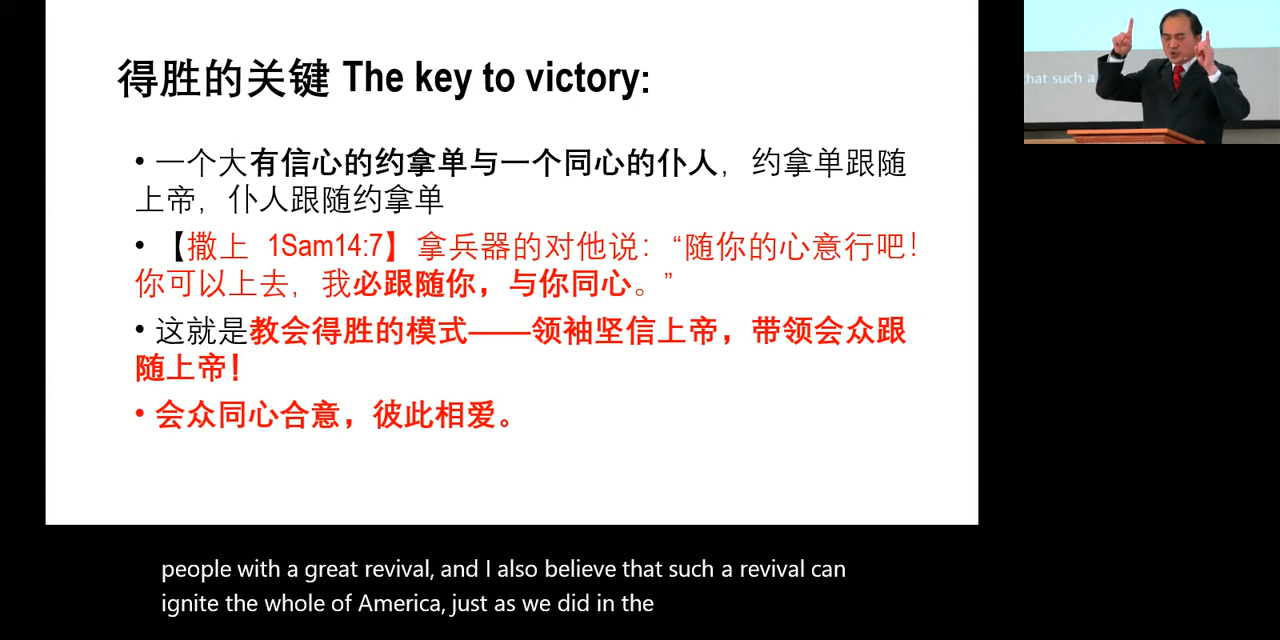 得胜的关键 The key to victory:
• 一个大有信心的约拿单与一个同心的仆人，约拿单跟随
上帝，仆人跟随约拿单
• 【撒上 1Sam14:7】拿兵器的对他说：“随你的心意行吧！
你可以上去，我必跟随你，与你同心。”
• 这就是教会得胜的模式——领袖坚信上帝，带领会众跟
随上帝！
• 会众同心合意，彼此相爱。
that such a
people with a great revival, and I also believe that such a revival can
ignite the whole of America, just as we did in the